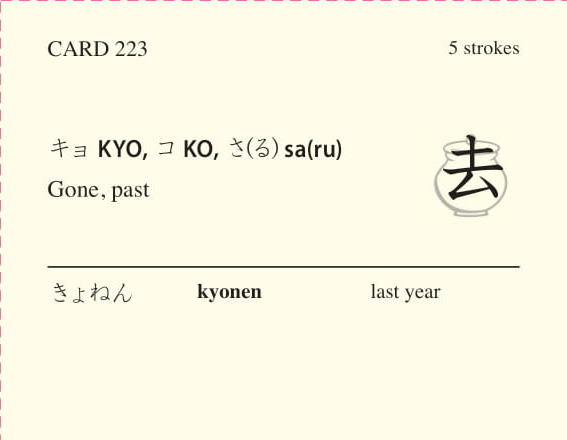 CARD 223
5 strokes
キョ KYO, コ KO, さ(る) sa(ru)
Gone, past
去
きょねん kyonen last year